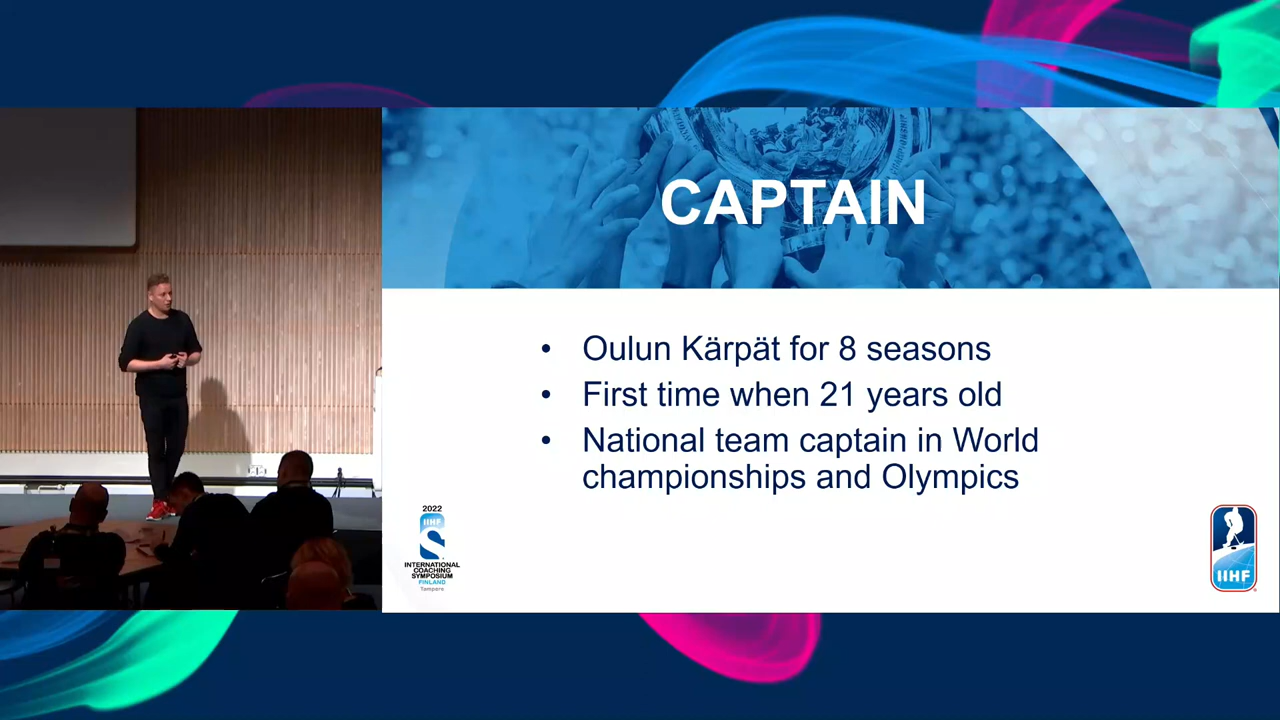 CAPTAIN
• Oulun Kärpät for 8 seasons
• First time when 21 years old
• National team captain in World
championships and Olympics
2022
IIHF
S
INTERNATIONAL
COACHING
SYMPOSIUM
FINLAND
Tampere
IIHF